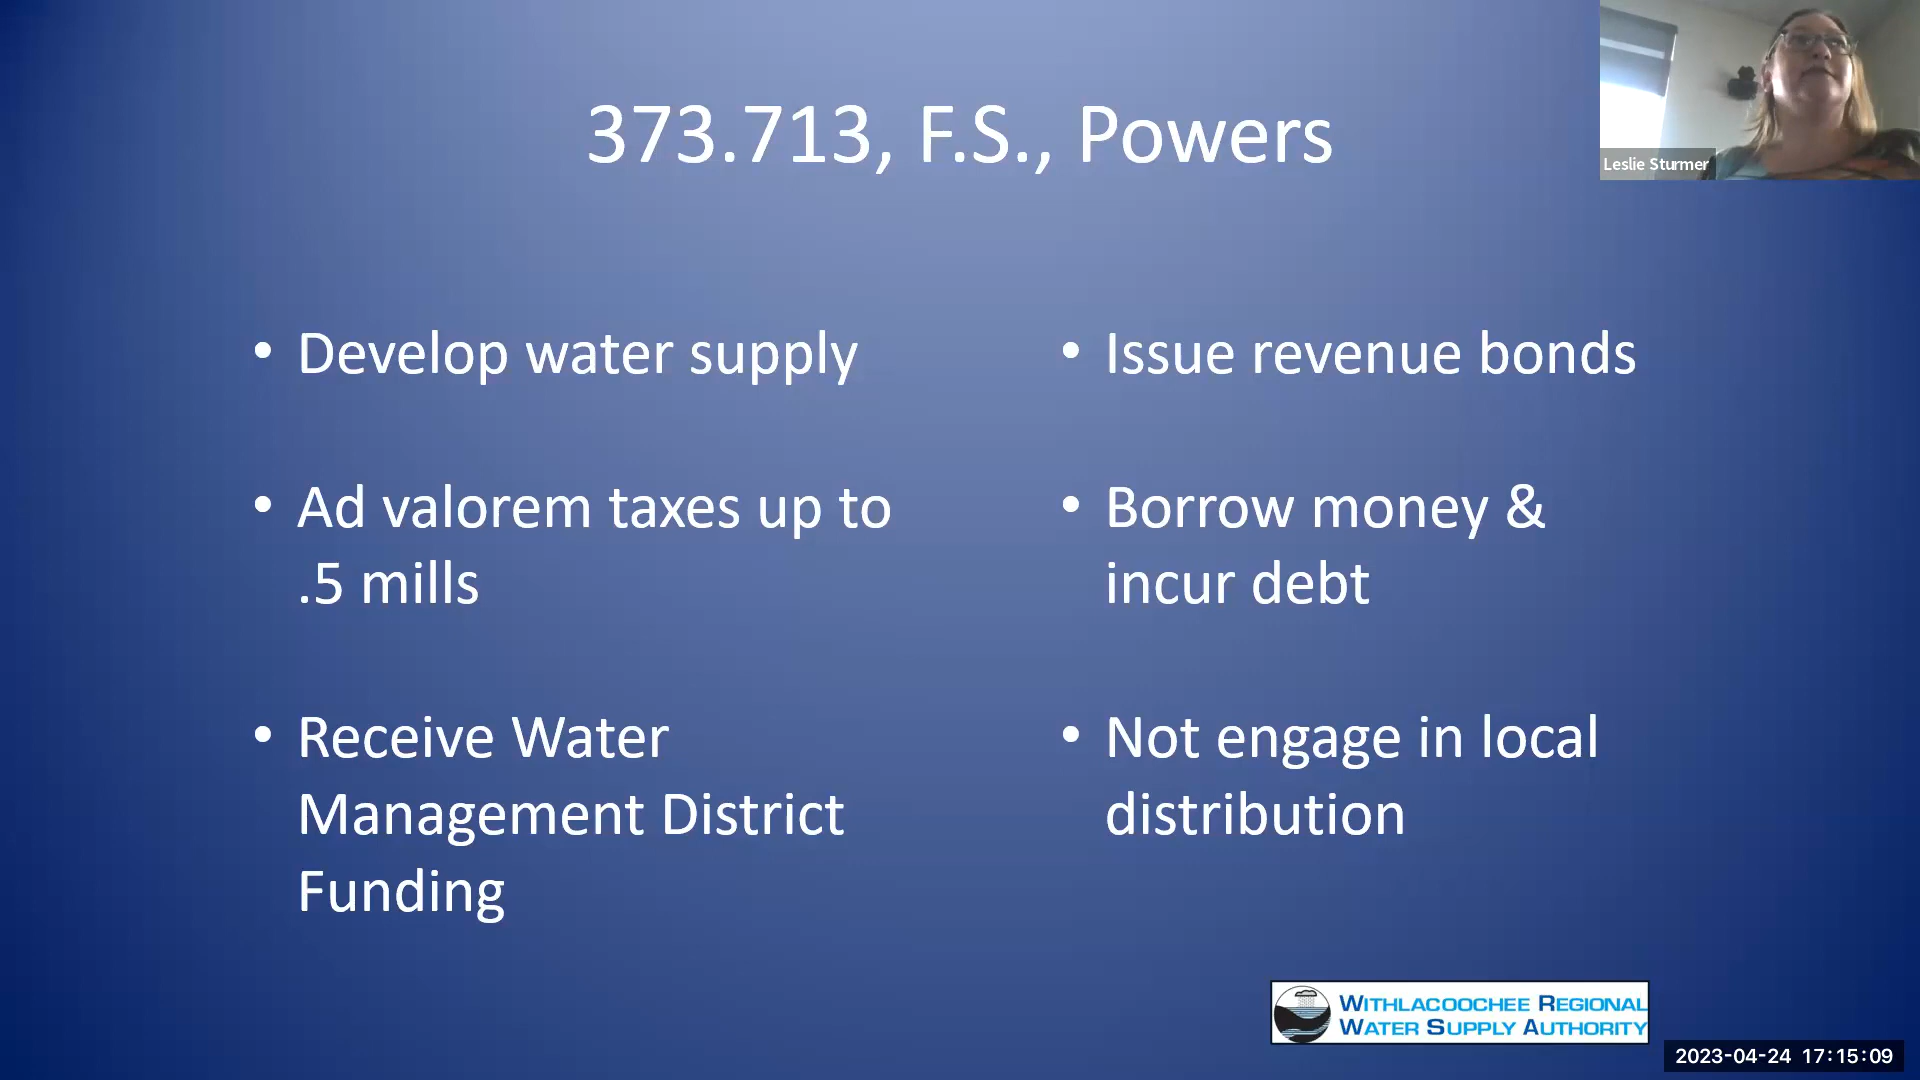 373.713, F.S., Powers
Leslie Sturmer
• Develop water supply
• Ad valorem taxes up to
.5 mills
• Receive Water
Management District
Funding
• Issue revenue bonds
• Borrow money &
incur debt
• Not engage in local
distribution
WITHLACOOCHEE REGIONAL
WATER SUPPLY AUTHORITY
2023-04-24 17:15:09